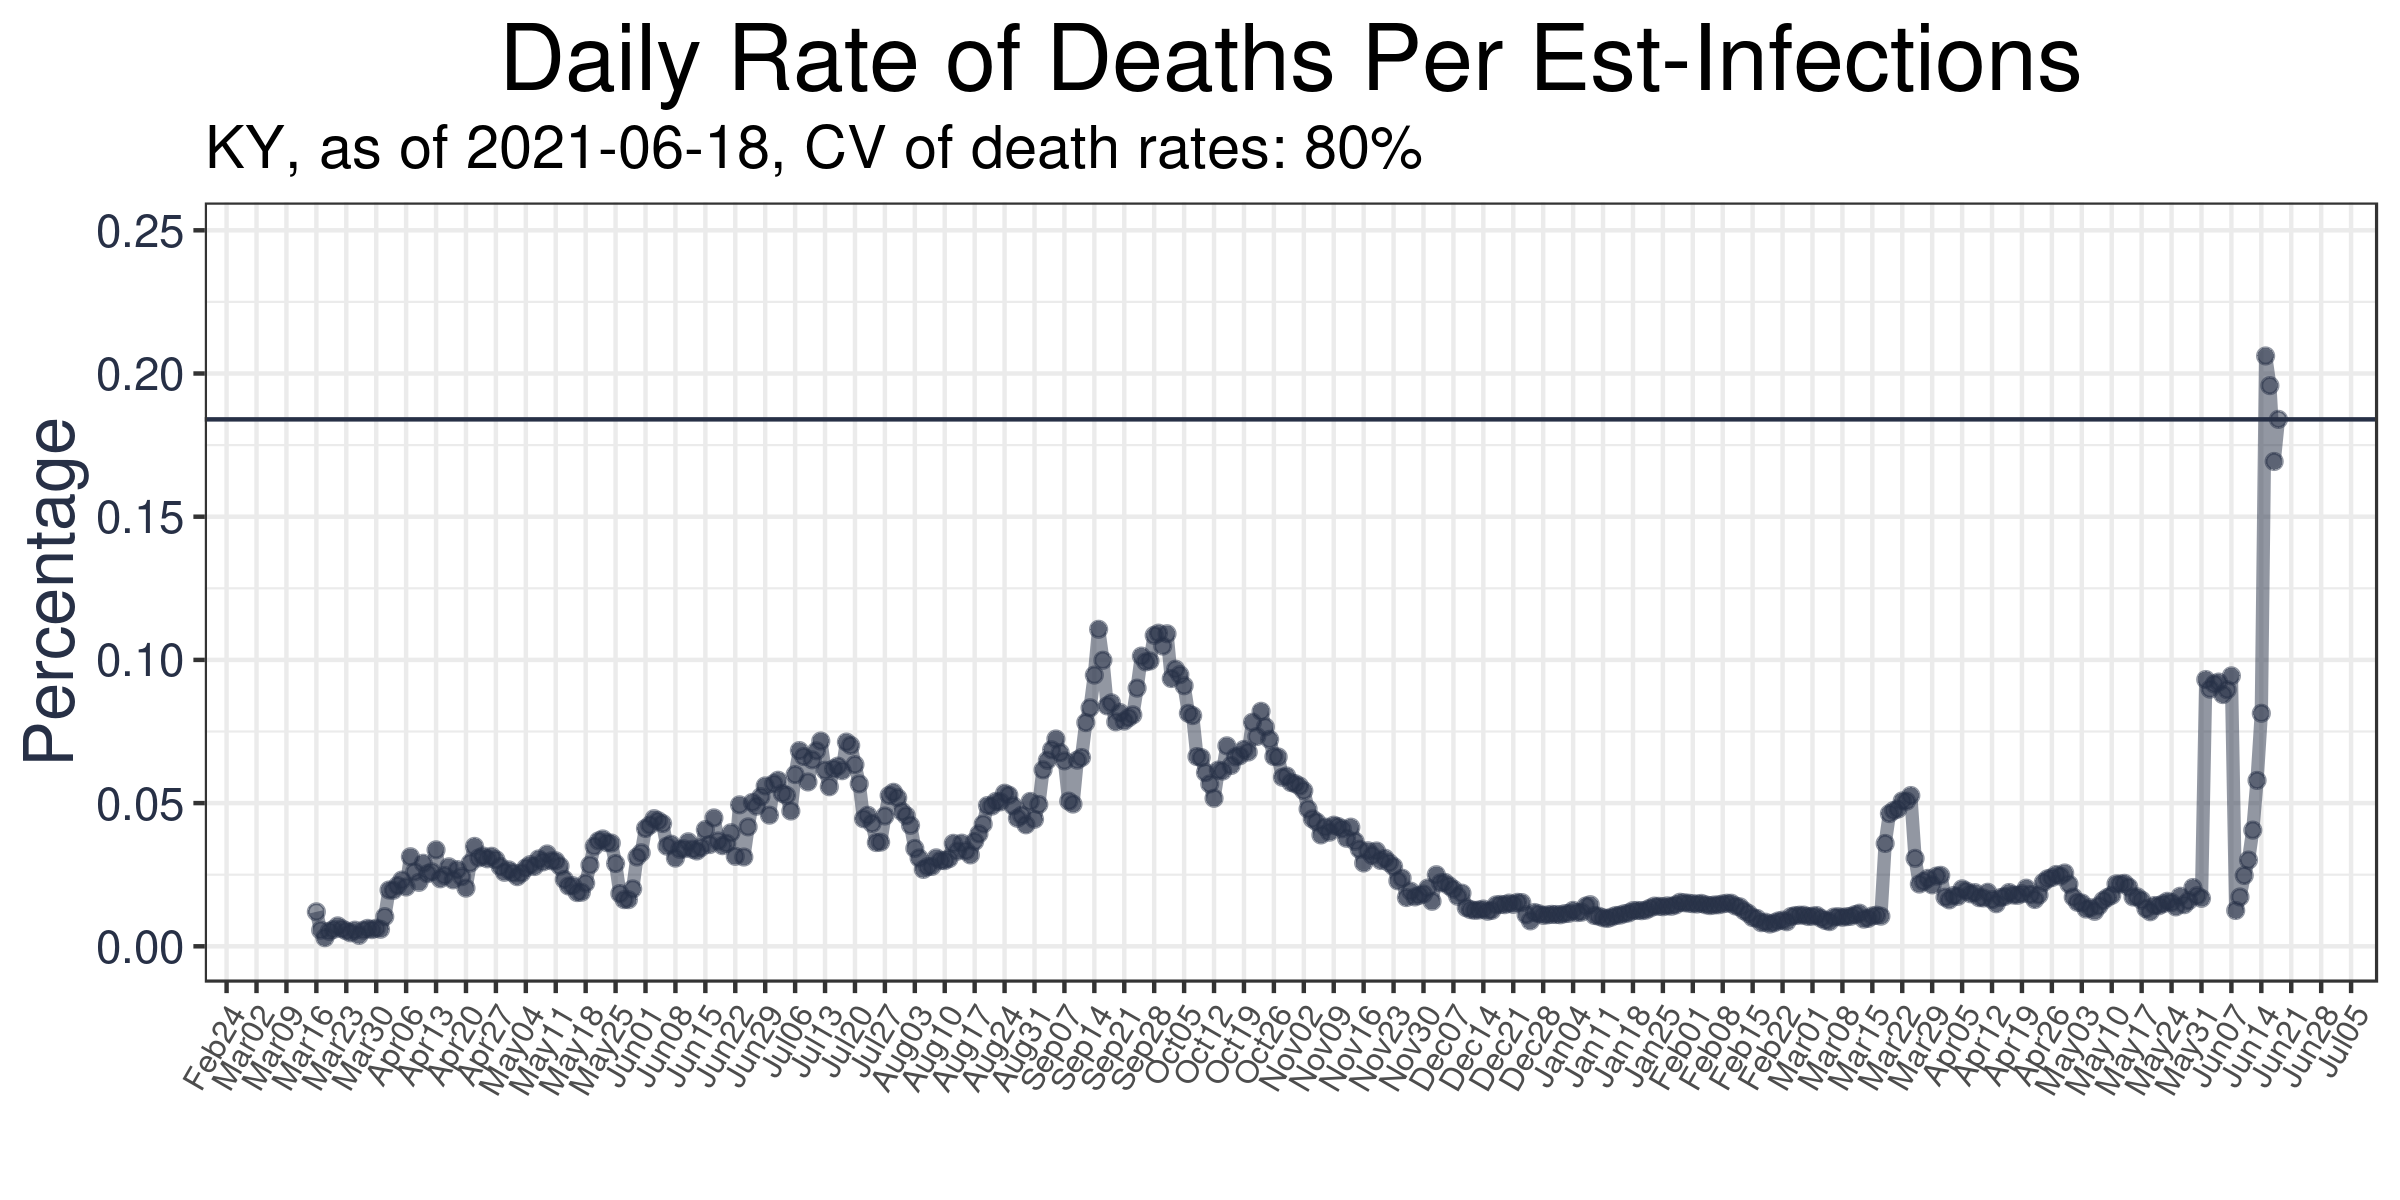 Daily Rate of Deaths Per Est-Infections
KY, as of 2021-06-18, CV of death rates: 80%
Percentage
0.25
0.20
0.15
0.10
0.05
0.00
Feb24
Mar02
Mar09
Mar16
Mar23
Mar30
Apr06
Apr13
Apr20
Apr27
May04
May11
May18
May25
Jun01
Jun08
Jun15
Jun22
Jun29
Jul06
Jul13
Jul20
Jul27
Aug03
Aug10
Aug17
Aug24
Aug31
Sep07
Sep14
Sep21
Sep28
Oct05
Oct12
Oct19
Oct26
Nov02
Nov09
Nov16
Nov23
Nov30
Dec07
Dec14
Dec21
Dec28
Jan04
Jan11
Jan18
Jan25
Feb01
Feb08
Feb15
Feb22
Mar01
Mar08
Mar15
Mar22
Mar29
Apr05
Apr12
Apr19
Apr26
May03
May10
May17
May24
May31
Jun07
Jun14
Jun21
Jun28
Jul05